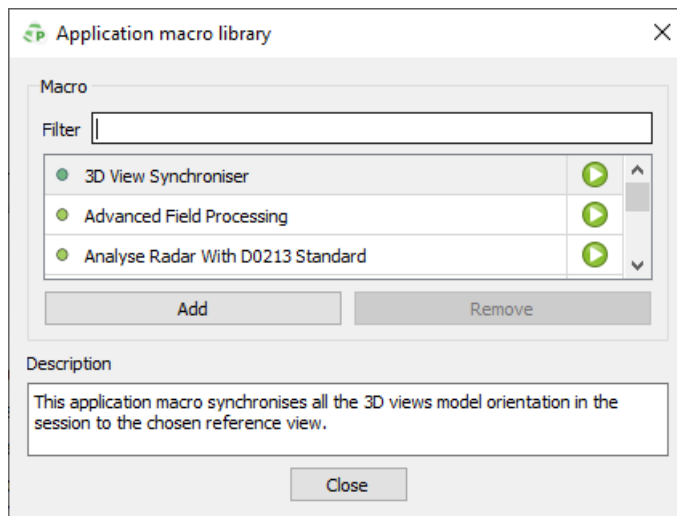 Application macro library
Macro
Filter
3D View Synchroniser
Advanced Field Processing
Analyse Radar With D0213 Standard
Add
Remove
Description
This application macro synchronises all the 3D views model orientation in the
session to the chosen reference view.
Close